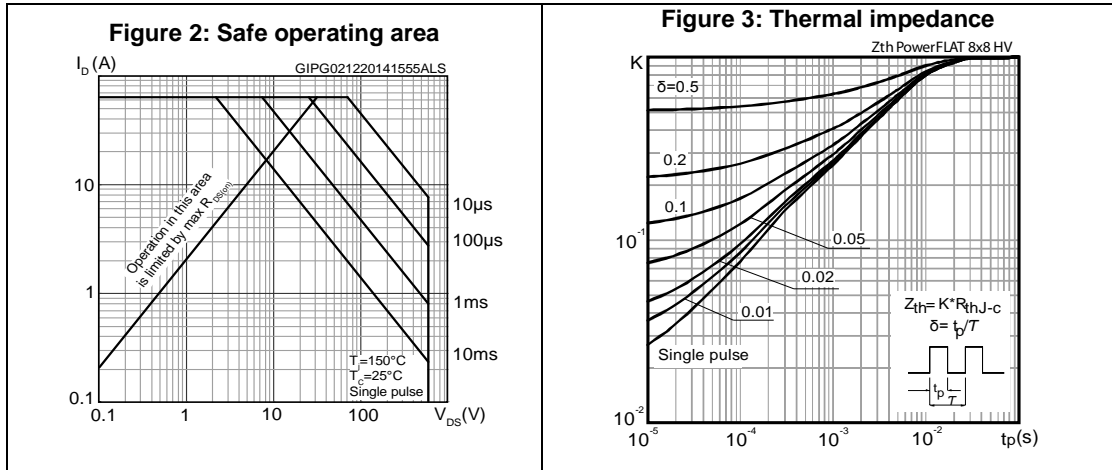 Figure 2: Safe operating area
I_D (A)
GIPG021220141555ALS
10
1
0.1
Operation in this area
is limited by max R_DS(on)
10µs
100µs
1ms
10ms
T_j=150°C
T_C=25°C
Single pulse
0.1
1
10
100
V_DS(V)
Figure 3: Thermal impedance
Zth PowerFLAT 8x8 HV
K
δ=0.5
0.2
0.1
10^-1
0.05
0.02
0.01
Single pulse
Z_th= K*R_thJ-c
δ= t_p/Ƭ
t_p
Ƭ
10^-2
10^-5
10^-4
10^-3
10^-2
t_p(s)